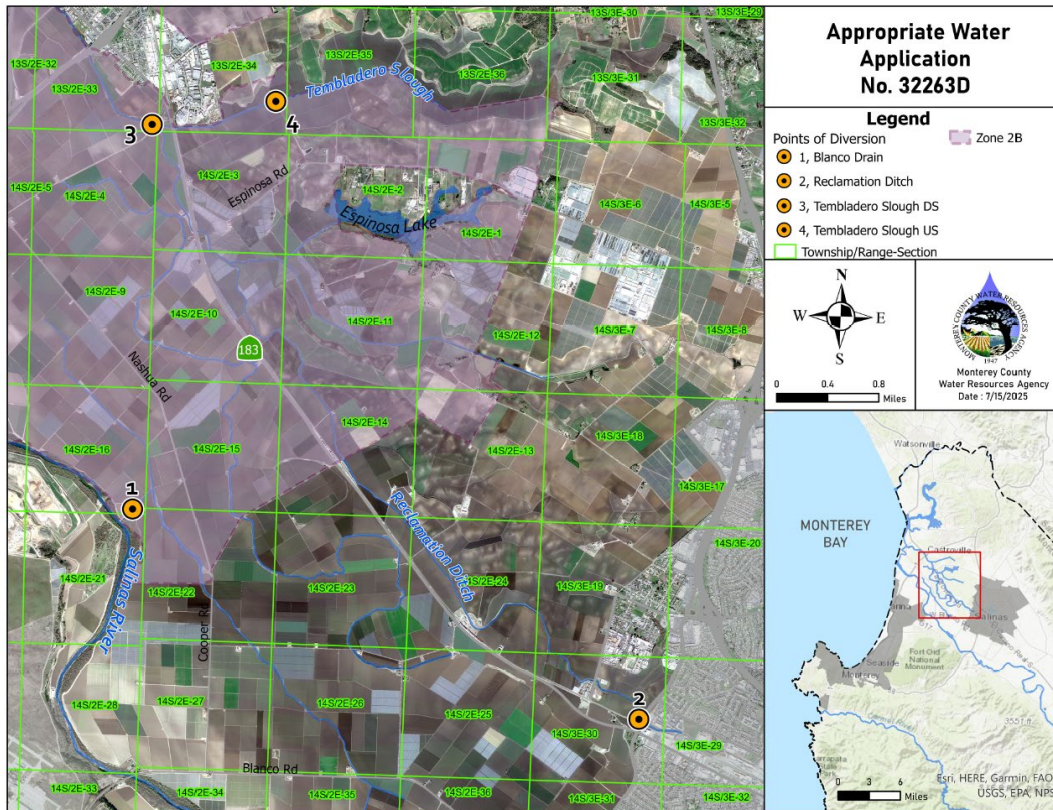 13S/3E-30
13S/3E-29
13S/2E-32
13S/2E-33
13S/2E-34
13S/2E-35
13S/2E-36
13S/3E-31
13S/3E-32
Tembladero Slough
3
4
14S/2E-5
14S/2E-4
14S/2E-3
Espinosa Rd
14S/2E-2
Espinosa Lake
14S/2E-1
14S/3E-6
14S/3E-5
14S/2E-9
14S/2E-10
14S/2E-11
14S/2E-12
14S/3E-7
14S/3E-8
183
Nashua Rd
14S/2E-16
14S/2E-15
14S/2E-14
14S/2E-13
14S/3E-18
14S/3E-17
1
Salinas River
Reclamation Ditch
14S/2E-21
14S/2E-22
14S/2E-23
14S/2E-24
14S/3E-19
14S/3E-20
Cooper Rd
14S/2E-28
14S/2E-27
14S/2E-26
14S/2E-25
14S/3E-30
2
14S/3E-29
Blanco Rd
14S/2E-33
14S/2E-34
14S/2E-35
14S/2E-36
14S/3E-31
14S/3E-32
Appropriate Water
Application
No. 32263D
Legend
Points of Diversion
1, Blanco Drain
2, Reclamation Ditch
3, Tembladero Slough DS
4, Tembladero Slough US
Township/Range-Section
Zone 2B
N
W
E
S
0 0.4 0.8
Miles
MONTEREY COUNTY WATER RESOURCES AGENCY
1947
Monterey County
Water Resources Agency
Date : 7/15/2025
Watsonville
MONTEREY
BAY
Castroville
Salinas
Fort Ord
National
Monument
Seaside
Monterey
Carmel River
3551 ft
0 3 6
Miles
Esri, HERE, Garmin, FAO,
USGS, EPA, NPS